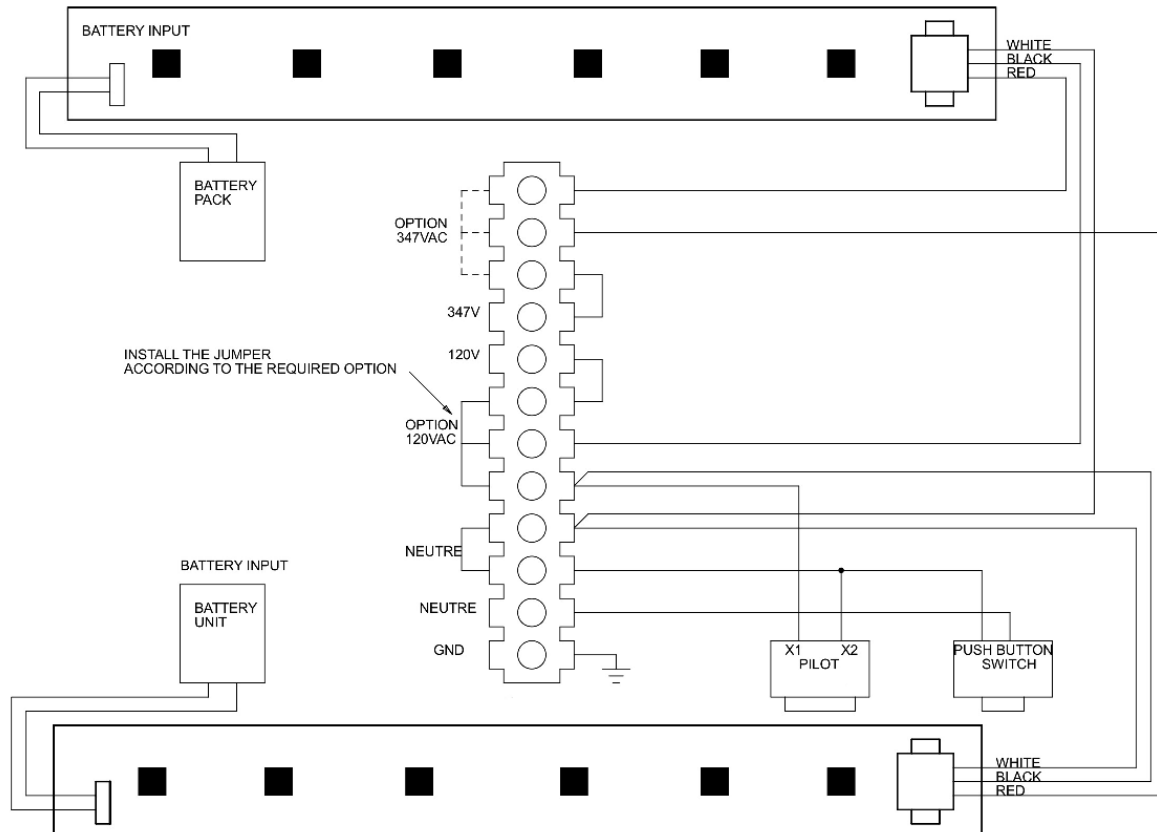 BATTERY INPUT
WHITE
BLACK
RED
BATTERY
PACK
OPTION
347VAC
347V
INSTALL THE JUMPER
ACCORDING TO THE REQUIRED OPTION
120V
OPTION
120VAC
NEUTRE
BATTERY INPUT
BATTERY
UNIT
NEUTRE
GND
X1 X2
PILOT
PUSH BUTTON
SWITCH
WHITE
BLACK
RED